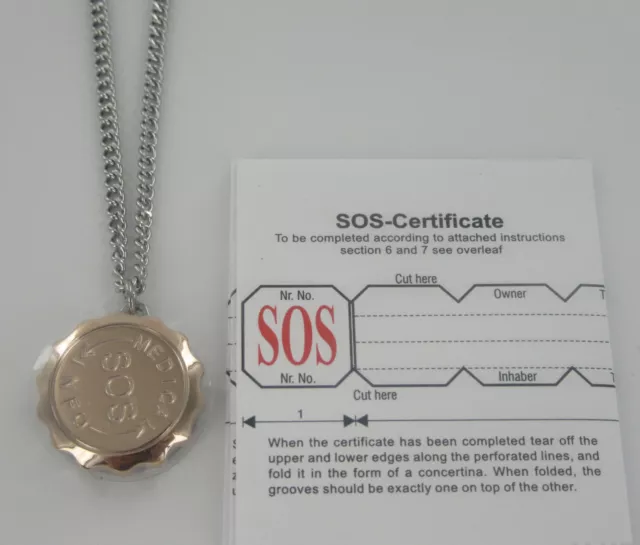 OPEN
MEDICAL
SOS
SOS-Certificate
To be completed according to attached instructions
section 6 and 7 see overleaf
Cut here
Nr. No.
Owner
T
SOS
Nr. No.
Inhaber
T
Cut here
1
When the certificate has been completed tear off the
upper and lower edges along the perforated lines, and
fold it in the form of a concertina. When folded, the
grooves should be exactly one on top of the other.